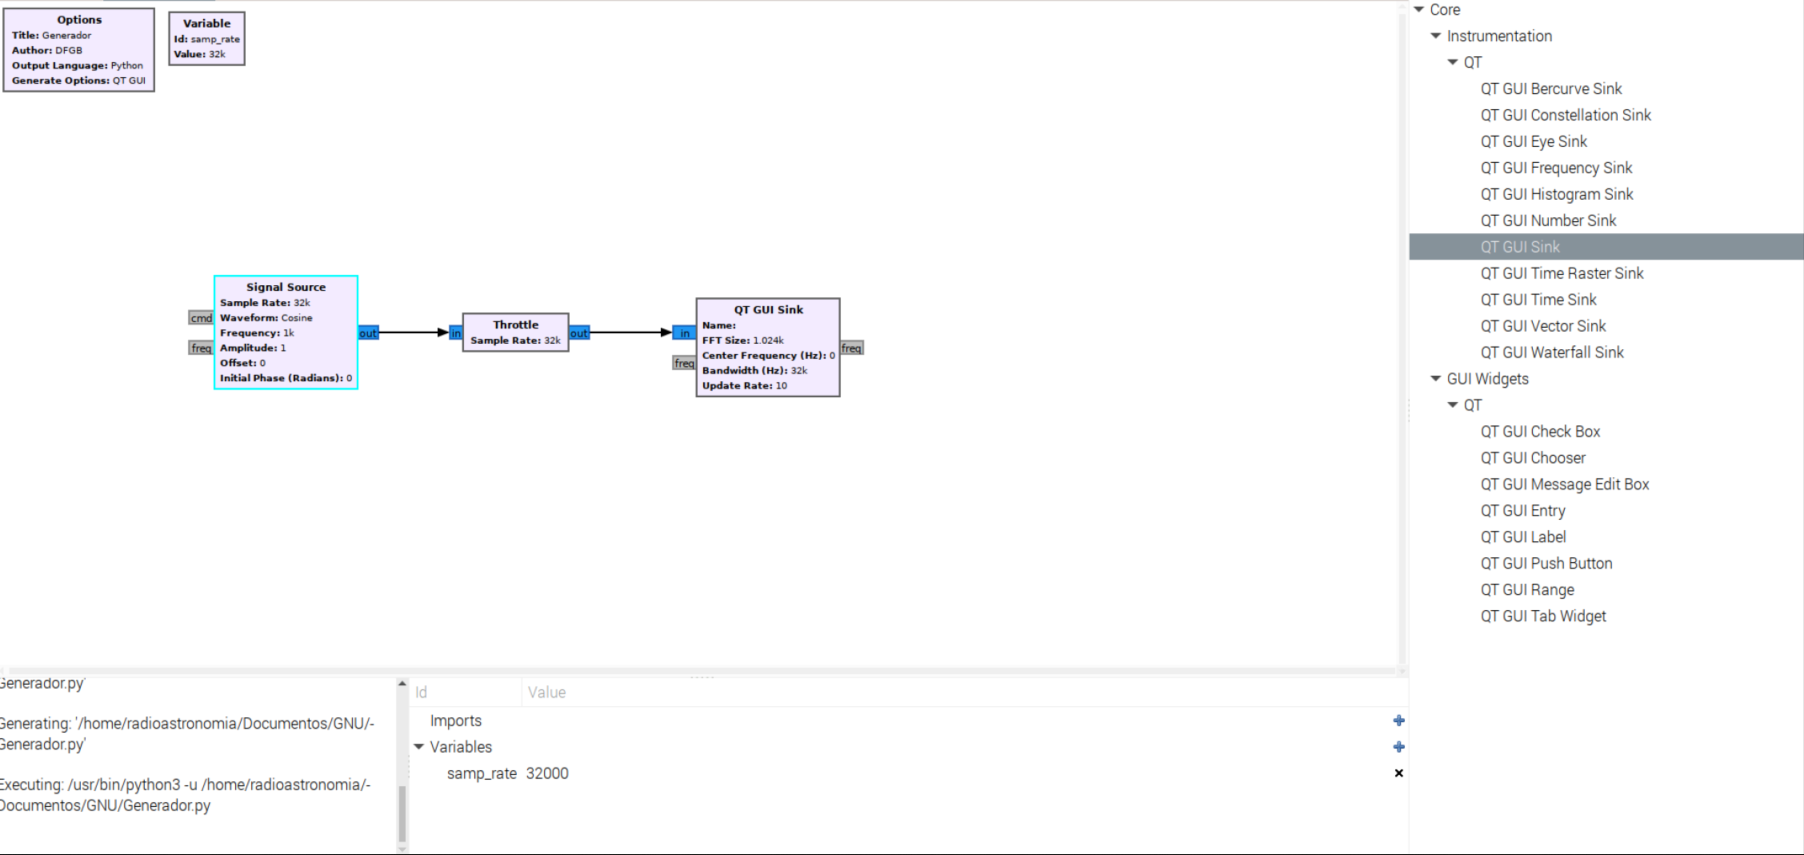 Options
Title: Generador
Author: DFGB
Output Language: Python
Generate Options: QT GUI
Variable
Id: samp_rate
Value: 32k
Signal Source
Sample Rate: 32k
Waveform: Cosine
Frequency: 1k
Amplitude: 1
Offset: 0
Initial Phase (Radians): 0
cmd
freq
out
in
Throttle
Sample Rate: 32k
out
in
freq
QT GUI Sink
Name:
FFT Size: 1.024k
Center Frequency (Hz): 0
Bandwidth (Hz): 32k
Update Rate: 10
freq
Core
Instrumentation
QT
QT GUI Bercurve Sink
QT GUI Constellation Sink
QT GUI Eye Sink
QT GUI Frequency Sink
QT GUI Histogram Sink
QT GUI Number Sink
QT GUI Sink
QT GUI Time Raster Sink
QT GUI Time Sink
QT GUI Vector Sink
QT GUI Waterfall Sink
GUI Widgets
QT
QT GUI Check Box
QT GUI Chooser
QT GUI Message Edit Box
QT GUI Entry
QT GUI Label
QT GUI Push Button
QT GUI Range
QT GUI Tab Widget
Generador.py'
Generating: '/home/radioastronomia/Documentos/GNU/-
Generador.py'
Executing: /usr/bin/python3 -u /home/radioastronomia/-
Documentos/GNU/Generador.py
Id Value
Imports
Variables
samp_rate 32000